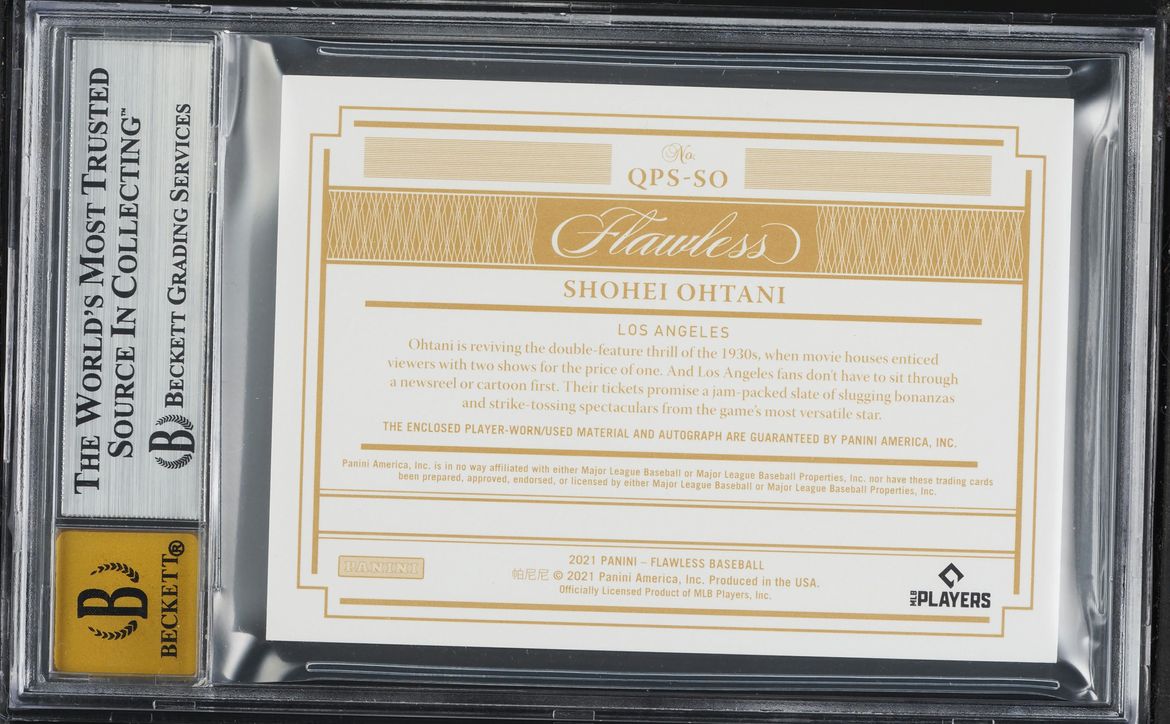 THE WORLD'S MOST TRUSTED
SOURCE IN COLLECTING™
B BECKETT GRADING SERVICES
B
BECKETT®
No.
QPS-SO
Flawless
SHOHEI OHTANI
LOS ANGELES
Ohtani is reviving the double-feature thrill of the 1930s, when movie houses enticed
viewers with two shows for the price of one. And Los Angeles fans don't have to sit through
a newsreel or cartoon first. Their tickets promise a jam-packed slate of slugging bonanzas
and strike-tossing spectaculars from the game's most versatile star.
THE ENCLOSED PLAYER-WORN/USED MATERIAL AND AUTOGRAPH ARE GUARANTEED BY PANINI AMERICA, INC.
Panini America, Inc. is in no way affiliated with either Major League Baseball or Major League Baseball Properties, Inc. nor have these trading cards
been prepared, approved, endorsed, or licensed by either Major League Baseball or Major League Baseball Properties, Inc.
PANINI
2021 PANINI – FLAWLESS BASEBALL
帕尼尼 © 2021 Panini America, Inc. Produced in the USA.
Officially Licensed Product of MLB Players, Inc.
MLB PLAYERS